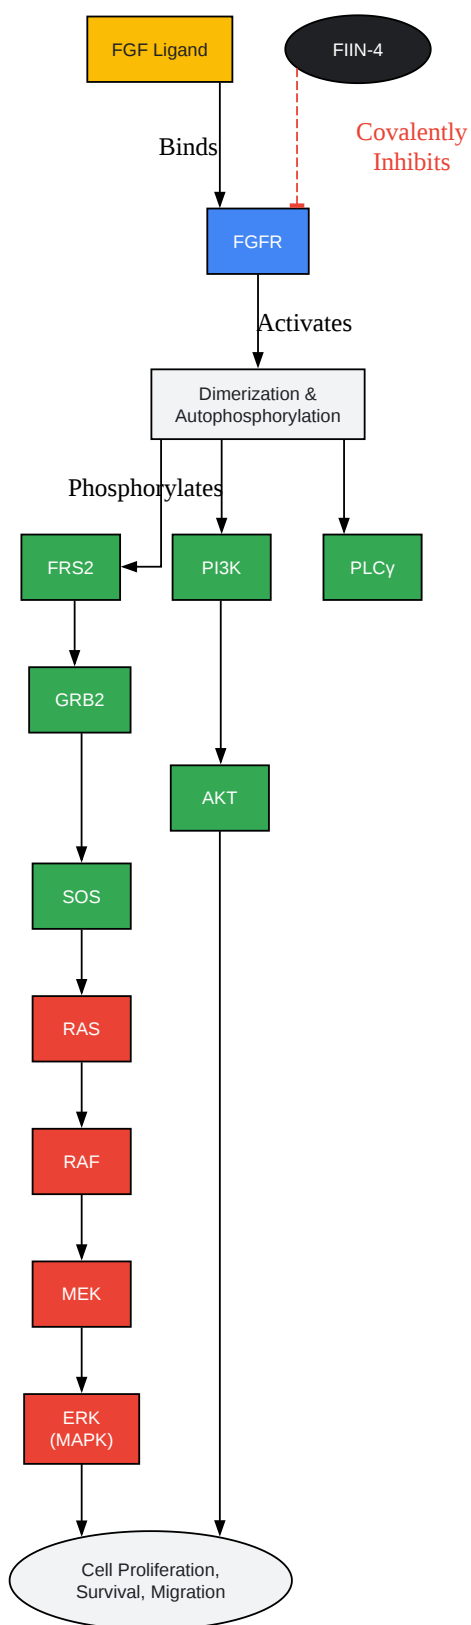 FGF Ligand
FIIN-4
Binds
Covalently
Inhibits
FGFR
Activates
Dimerization &
Autophosphorylation
Phosphorylates
FRS2
PI3K
PLCγ
GRB2
AKT
SOS
RAS
RAF
MEK
ERK
(MAPK)
Cell Proliferation,
Survival, Migration